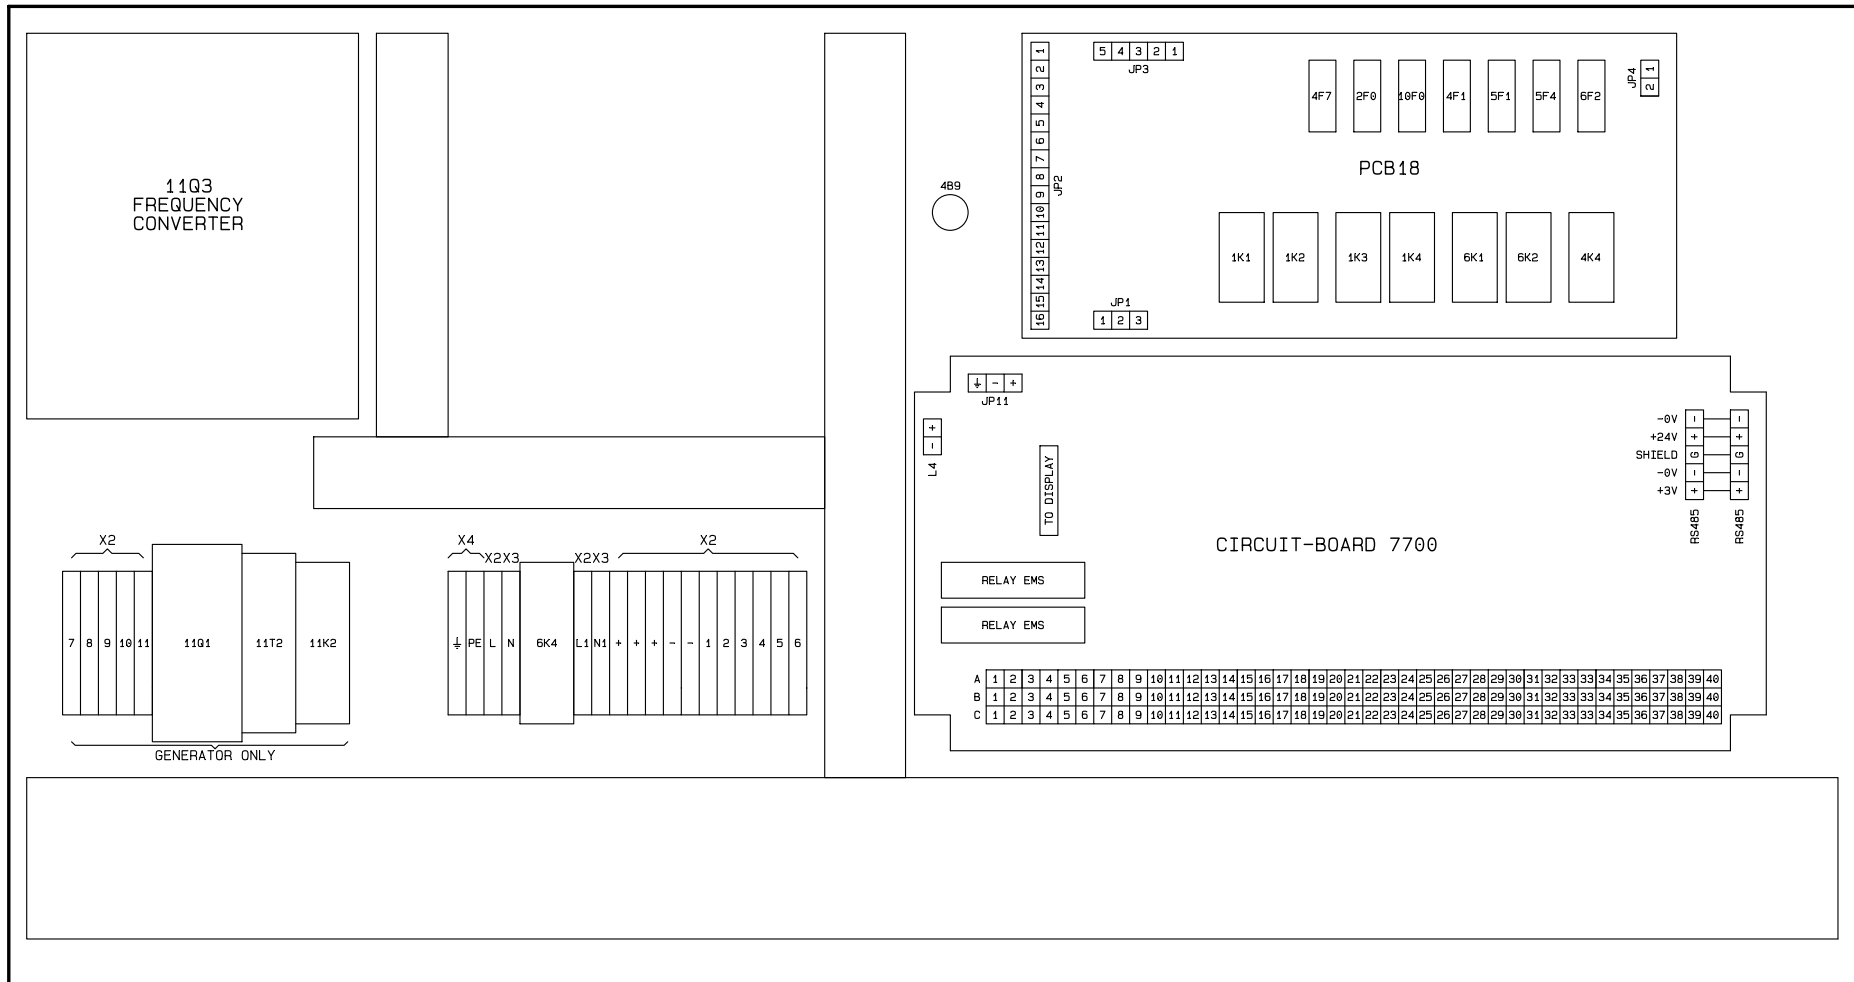 11Q3
FREQUENCY
CONVERTER
4B9
1
2
3
4
5
6
7
8
9
10
11
12
13
14
15
16
JP2
5 4 3 2 1
JP3
4F7 2F0 10F0 4F1 5F1 5F4 6F2
JP4
1
2
PCB18
1K1 1K2 1K3 1K4 6K1 6K2 4K4
JP1
1 2 3
⏚ - +
JP11
+
-
L4
TO DISPLAY
-0V - -
+24V + +
SHIELD G G
-0V - -
+3V + +
RS485 RS485
CIRCUIT-BOARD 7700
RELAY EMS
RELAY EMS
A 1 2 3 4 5 6 7 8 9 10 11 12 13 14 15 16 17 18 19 20 21 22 23 24 25 26 27 28 29 30 31 32 33 33 34 35 36 37 38 39 40
B 1 2 3 4 5 6 7 8 9 10 11 12 13 14 15 16 17 18 19 20 21 22 23 24 25 26 27 28 29 30 31 32 33 33 34 35 36 37 38 39 40
C 1 2 3 4 5 6 7 8 9 10 11 12 13 14 15 16 17 18 19 20 21 22 23 24 25 26 27 28 29 30 31 32 33 33 34 35 36 37 38 39 40
X2
7 8 9 10 11 11Q1 11T2 11K2
GENERATOR ONLY
X4 X2X3 X2X3 X2
⏚ PE L N 6K4 L1 N1 + + + - - 1 2 3 4 5 6